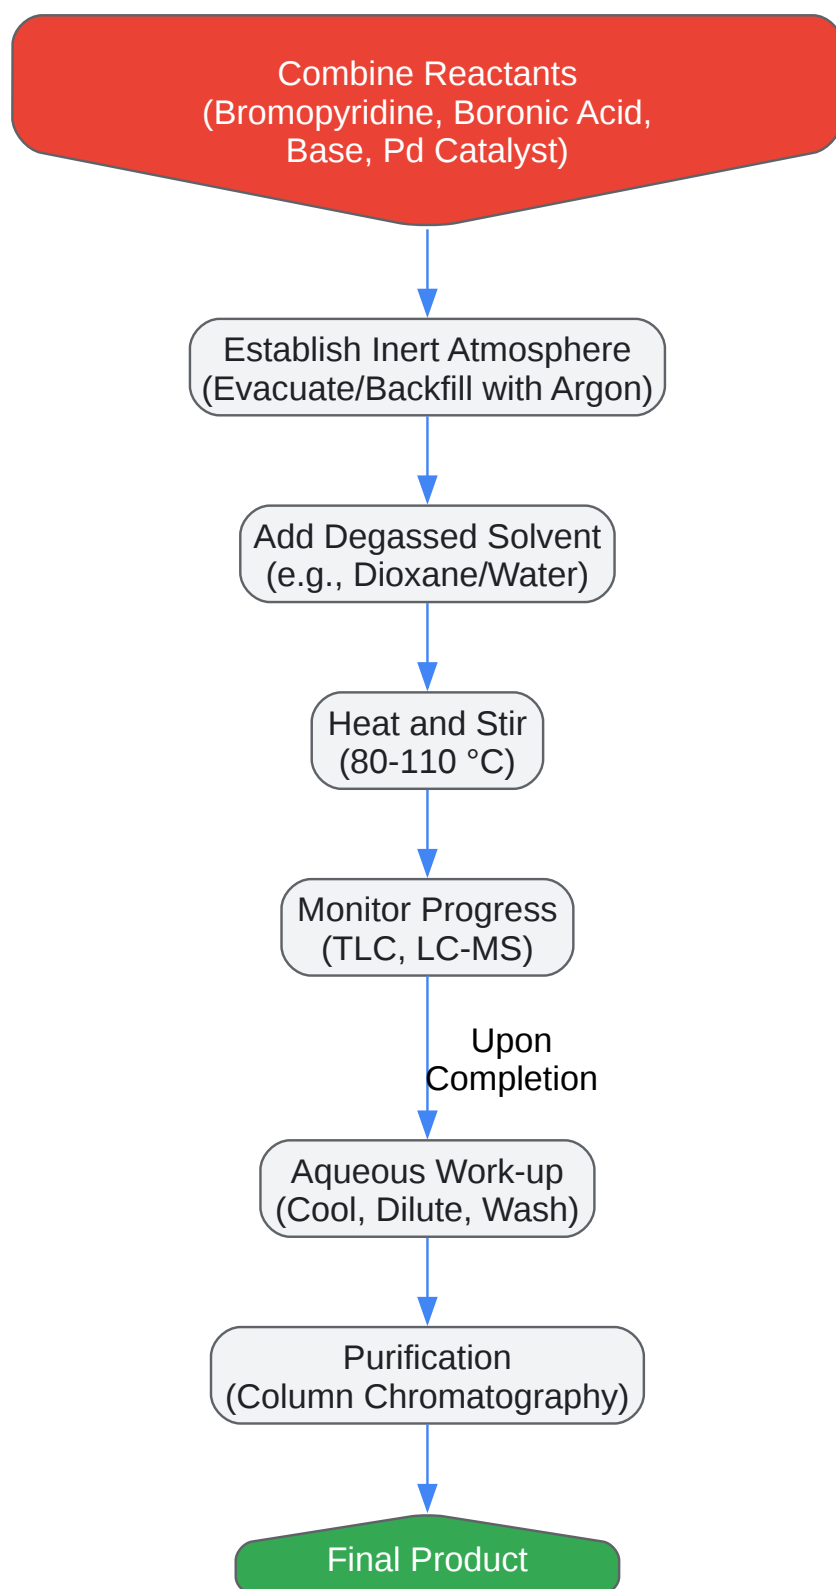 Combine Reactants
(Bromopyridine, Boronic Acid,
Base, Pd Catalyst)
Establish Inert Atmosphere
(Evacuate/Backfill with Argon)
Add Degassed Solvent
(e.g., Dioxane/Water)
Heat and Stir
(80-110 °C)
Monitor Progress
(TLC, LC-MS)
Upon
Completion
Aqueous Work-up
(Cool, Dilute, Wash)
Purification
(Column Chromatography)
Final Product